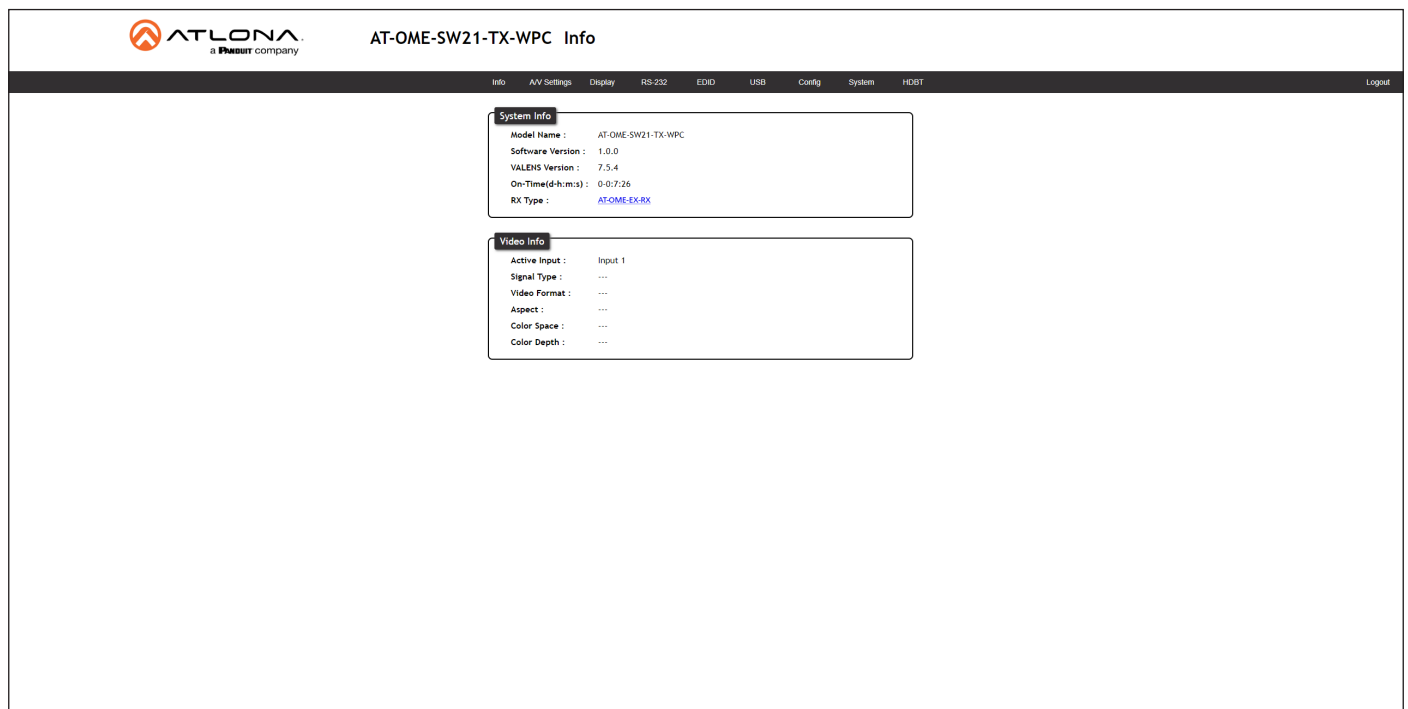 ATLONA.
a PANDUIT company
AT-OME-SW21-TX-WPC Info
Info A/V Settings Display RS-232 EDID USB Config System HDBT Logout
System Info
Model Name : AT-OME-SW21-TX-WPC
Software Version : 1.0.0
VALENS Version : 7.5.4
On-Time(d-h:m:s) : 0-0:7:26
RX Type : AT-OME-EX-RX
Video Info
Active Input : Input 1
Signal Type : ---
Video Format : ---
Aspect : ---
Color Space : ---
Color Depth : ---